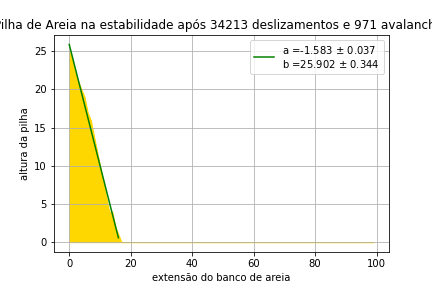 ilha de Areia na estabilidade após 34213 deslizamentos e 971 avalanch
a =-1.583 ± 0.037
b =25.902 ± 0.344
altura da pilha
25
20
15
10
5
0
0 20 40 60 80 100
extensão do banco de areia